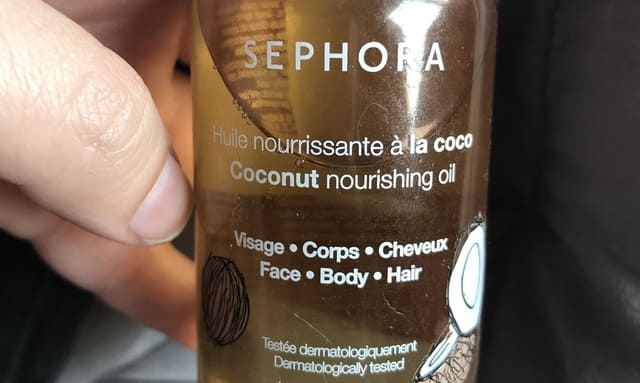 SEPHORA
Huile nourrissante à la coco
Coconut nourishing oil
Visage • Corps • Cheveux
Face • Body • Hair
Testée dermatologiquement
Dermatologically tested